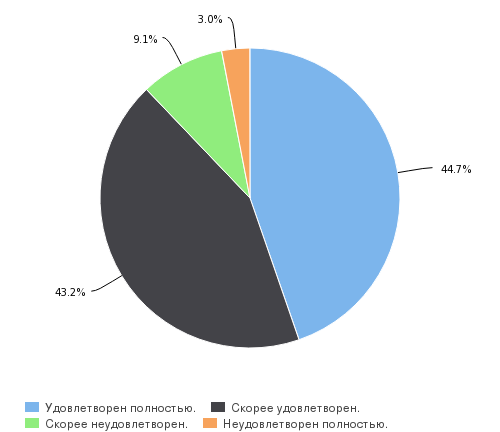 3.0%
9.1%
44.7%
43.2%
Удовлетворен полностью. Скорее удовлетворен.
Скорее неудовлетворен. Неудовлетворен полностью.